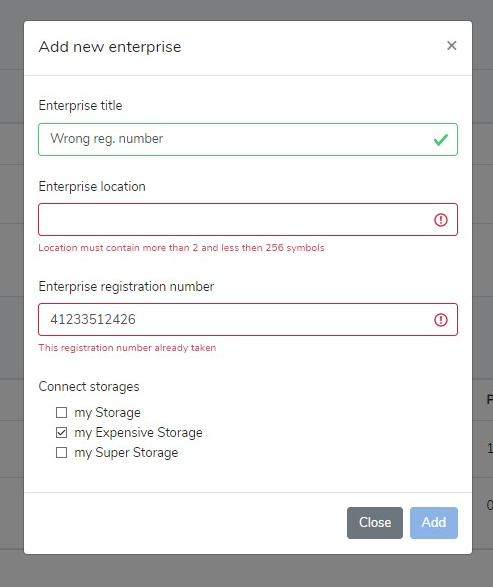 Add new enterprise
×
Enterprise title
Wrong reg. number
Enterprise location
Location must contain more than 2 and less then 256 symbols
Enterprise registration number
41233512426
This registration number already taken
Connect storages
my Storage
my Expensive Storage
my Super Storage
Close Add
P
1
0